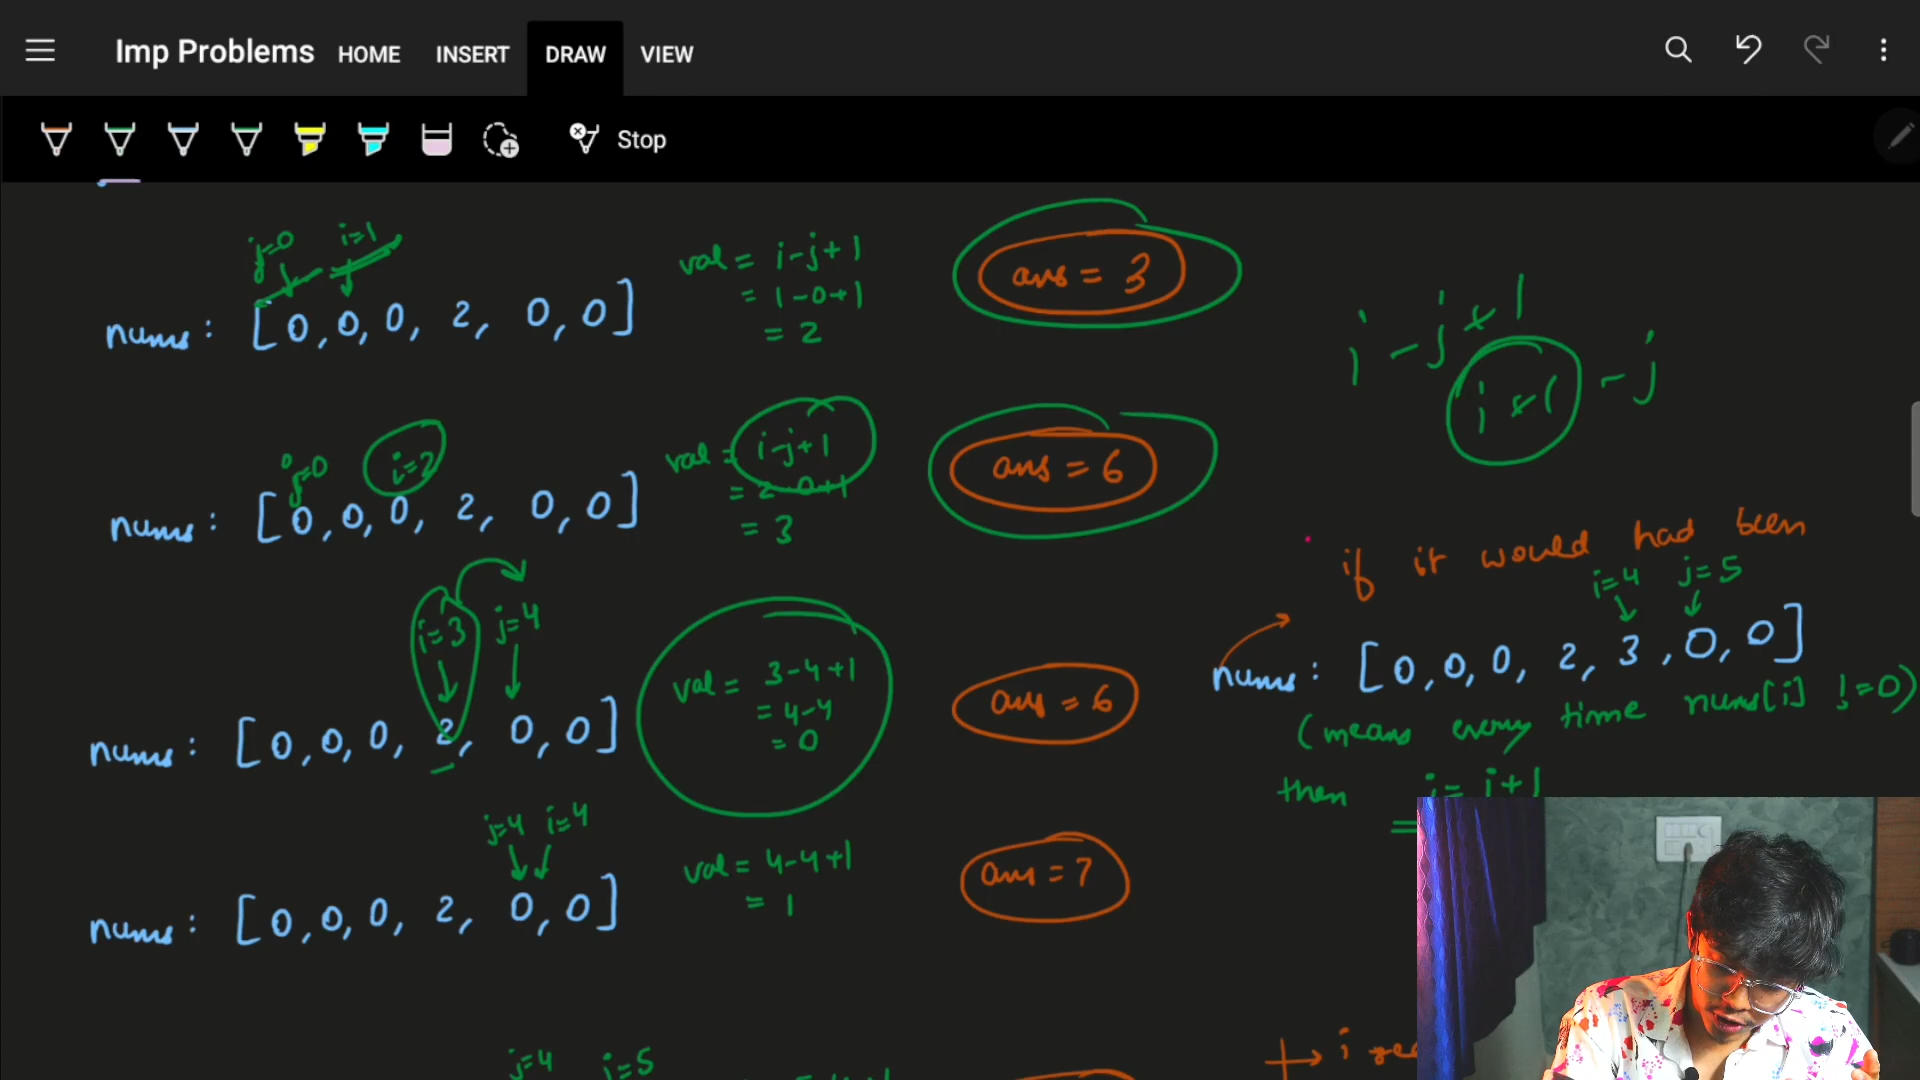 Imp Problems HOME INSERT DRAW VIEW
Stop
j=0 i=1
nums : [0,0,0, 2, 0,0]
val = i-j+1
= 1-0+1
= 2
ans = 3
i-j+1
i+1 -j
j=0 i=2
nums : [0,0,0, 2, 0,0]
val = i-j+1
= 2-0+1
= 3
ans = 6
if it would had been
i=4 j=5
nums : [0,0,0, 2, 3,0,0]
(means every time nums[i] !=0)
then j= i+1
=
i=3 j=4
nums : [0,0,0, 2, 0,0]
val = 3-4+1
= 4-4
= 0
ans = 6
j=4 i=4
nums : [0,0,0, 2, 0,0]
val = 4-4+1
= 1
ans = 7
j=4 i=5
i